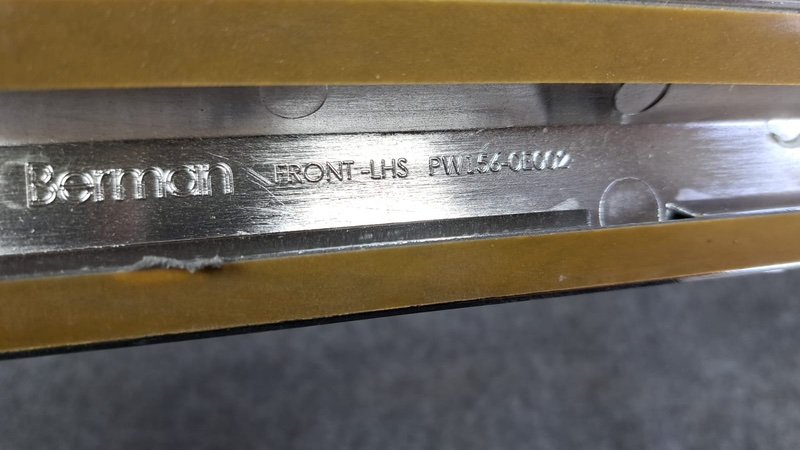 Berman FRONT-LHS PW156-0E002